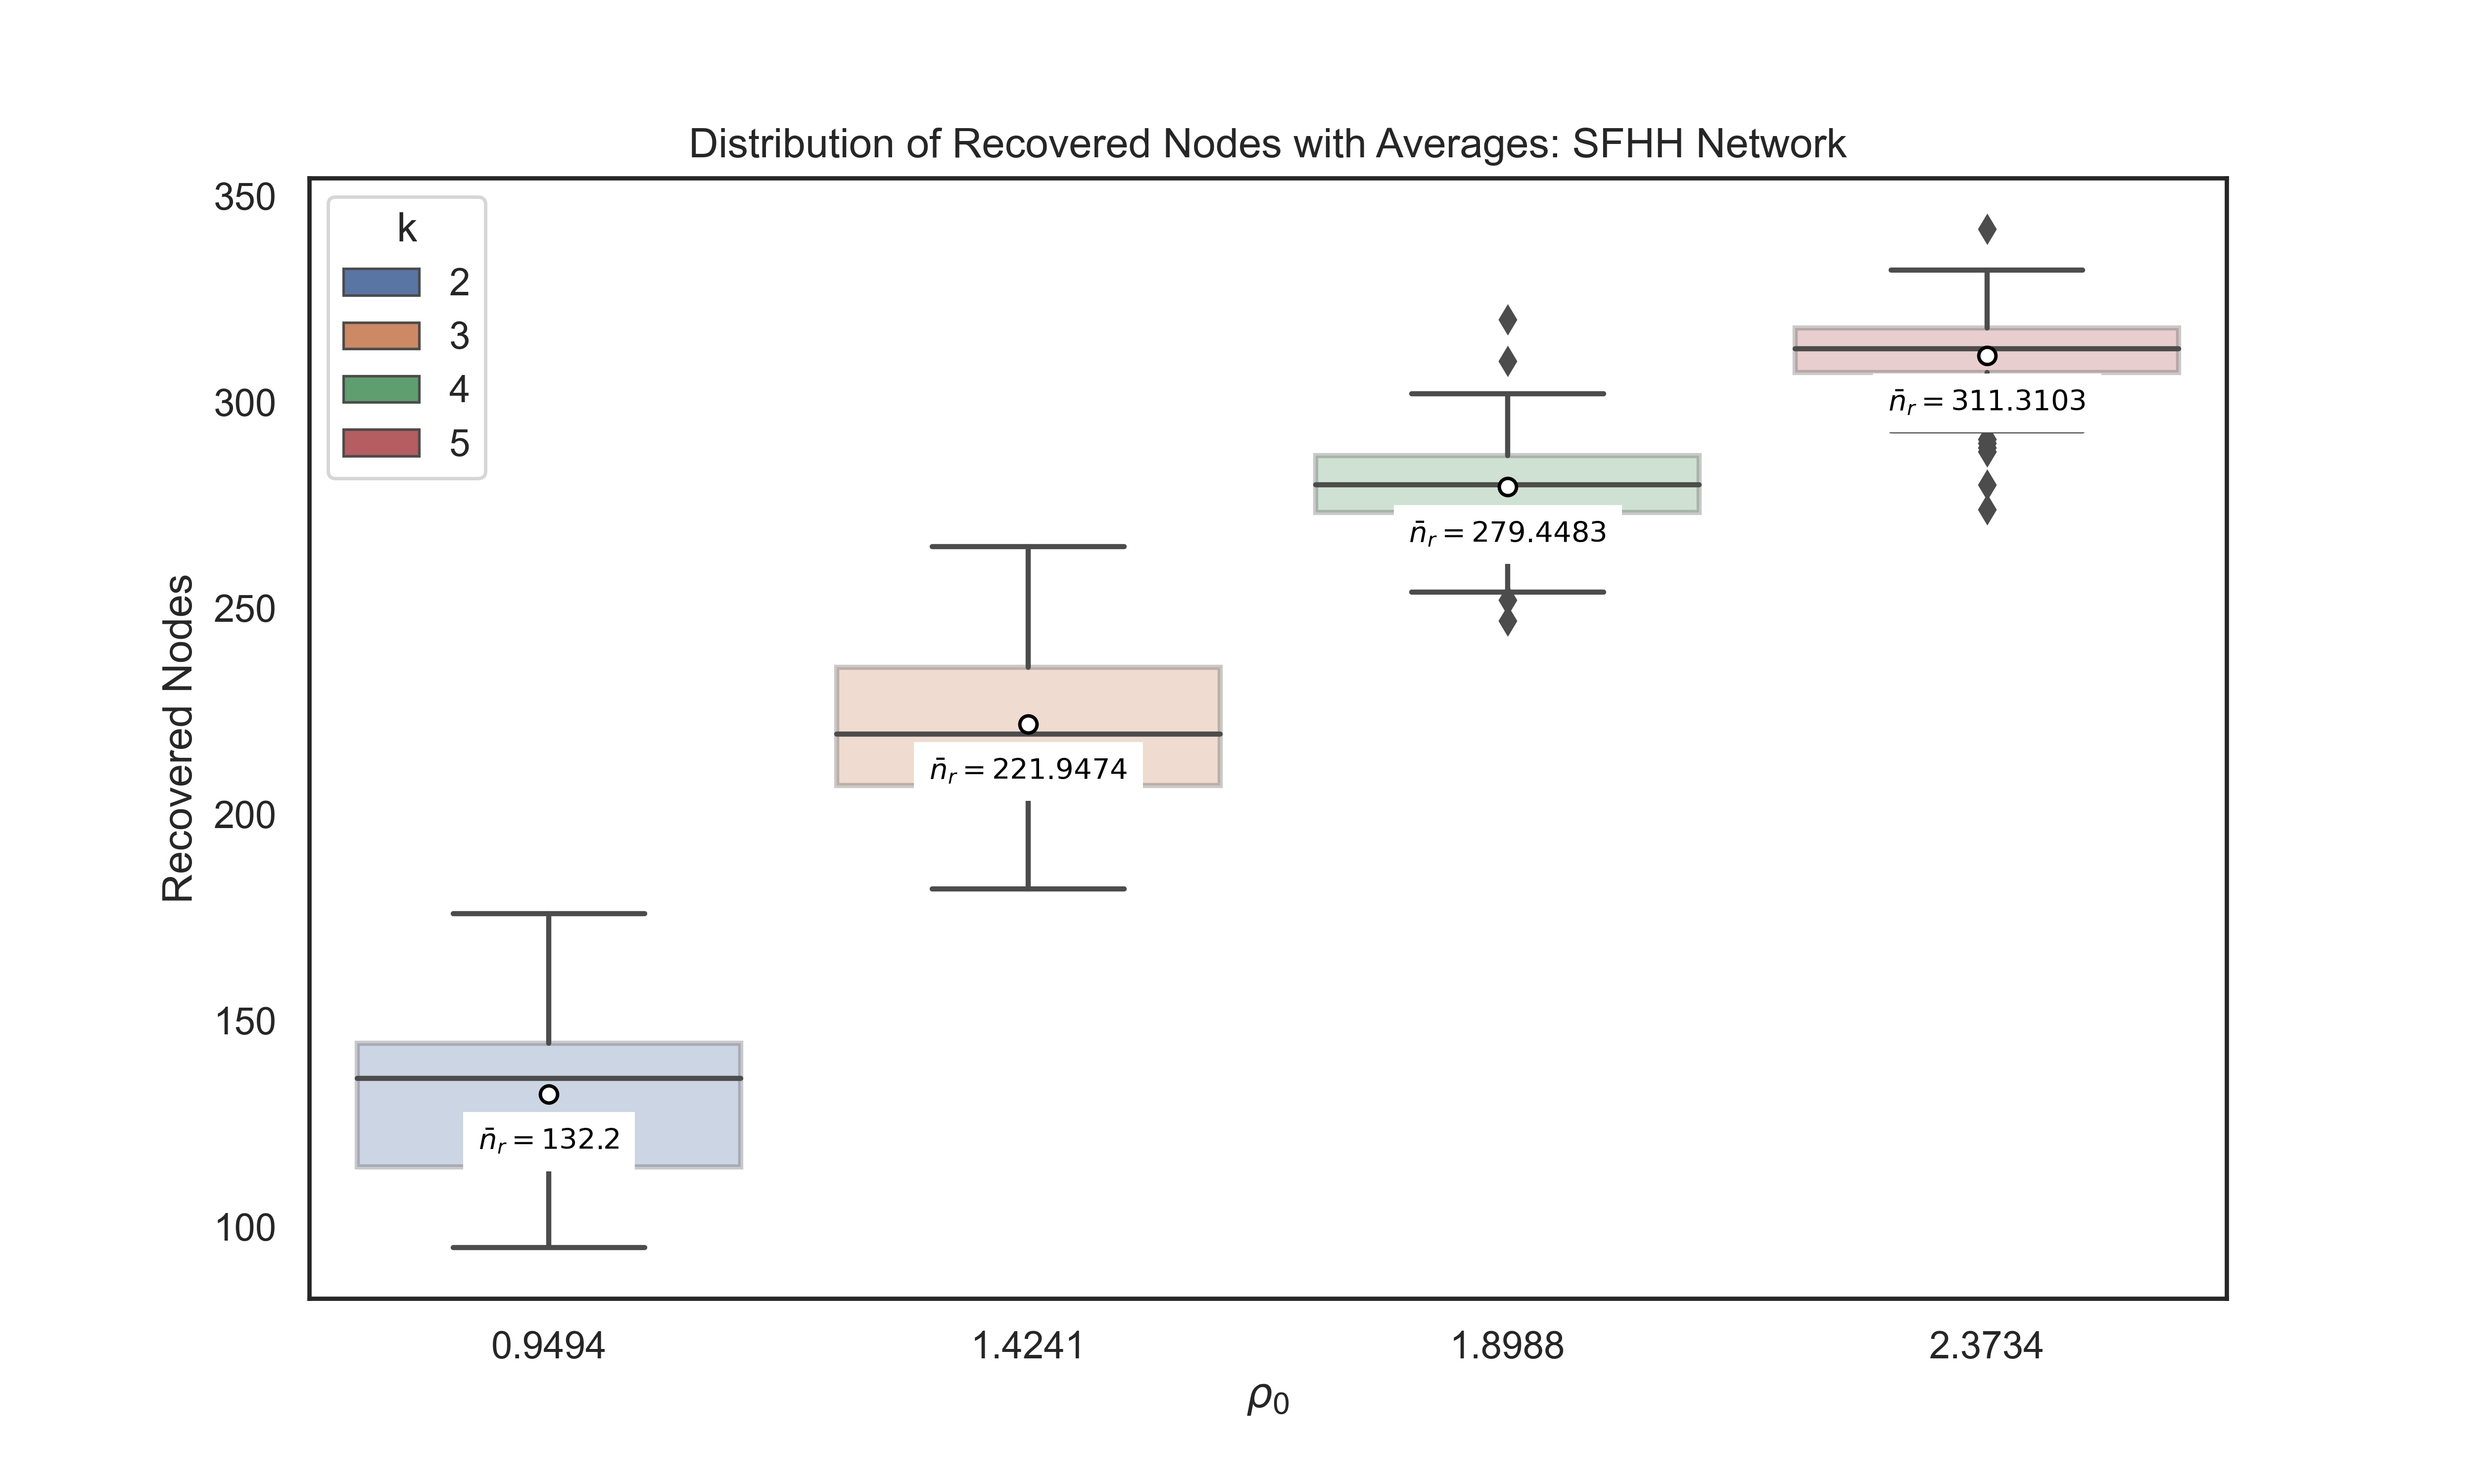 Distribution of Recovered Nodes with Averages: SFHH Network
350
300
250
200
150
100
Recovered Nodes
k
2
3
4
5
n̄ᵣ = 311.3103
n̄ᵣ = 279.4483
n̄ᵣ = 221.9474
n̄ᵣ = 132.2
0.9494 1.4241 1.8988 2.3734
ρ₀